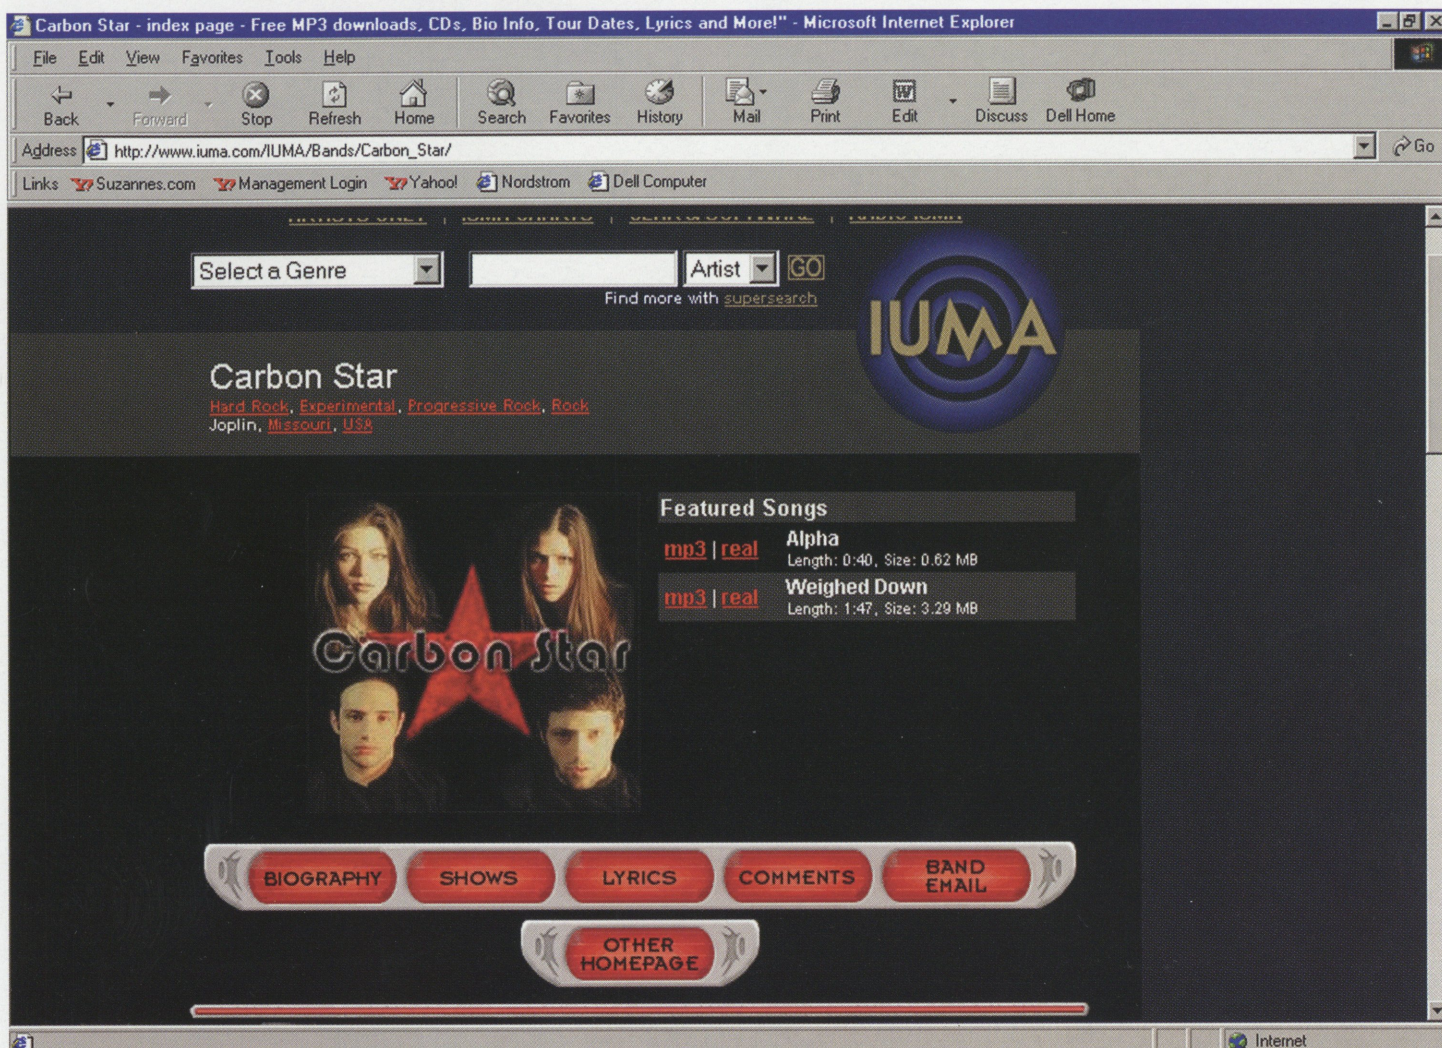 Carbon Star - index page - Free MP3 downloads, CDs, Bio Info, Tour Dates, Lyrics and More!" - Microsoft Internet Explorer
File Edit View Favorites Tools Help
Back Forward Stop Refresh Home Search Favorites History Mail Print Edit Discuss Dell Home
Address http://www.iuma.com/IUMA/Bands/Carbon_Star/ Go
Links Suzannes.com Management Login Yahoo! Nordstrom Dell Computer
Select a Genre Artist GO
Find more with supersearch
IUMA
Carbon Star
Hard Rock, Experimental, Progressive Rock, Rock
Joplin, Missouri, USA
Featured Songs
mp3 | real Alpha
Length: 0:40, Size: 0.62 MB
mp3 | real Weighed Down
Length: 1:47, Size: 3.29 MB
Carbon Star
BIOGRAPHY SHOWS LYRICS COMMENTS BAND EMAIL
OTHER
HOMEPAGE
Internet